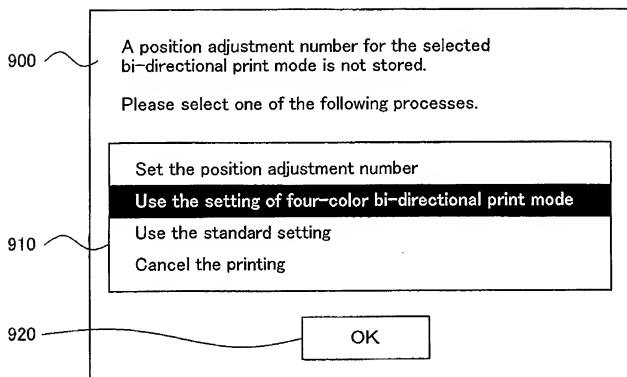 A position adjustment number for the selected
900
bi-directional print mode is not stored.
Please select one of the following processes.
Set the position adjustment number
Use the setting of four-color bi-directional print mode
910
Use the standard setting
Cancel the printing
920
OK